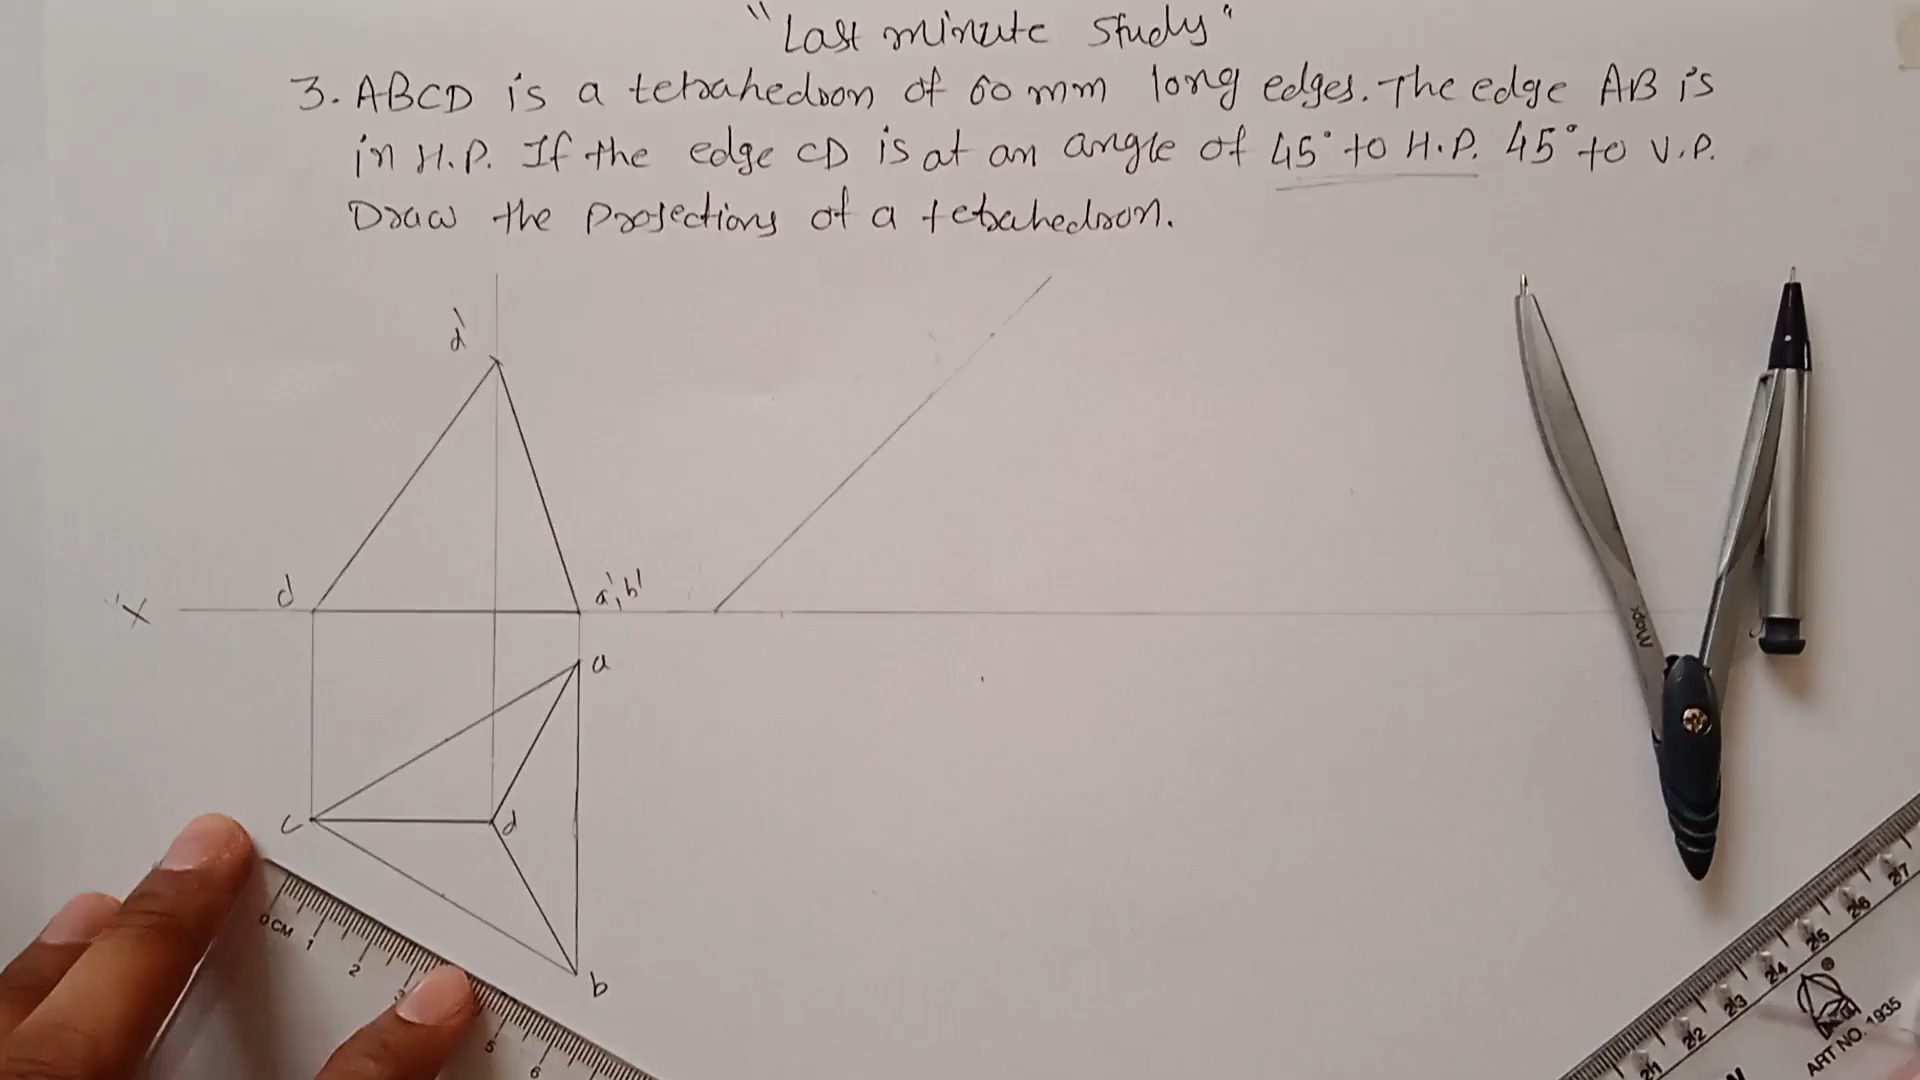 "Last minute study"
3. ABCD is a tetrahedron of 60 mm long edges. The edge AB is
in H.P. If the edge CD is at an angle of 45° to H.P. 45° to V.P.
Draw the projections of a tetrahedron.
d'
d
a', b'
X
a
c
d
b
0 CM 1 2 5 6
Mapx
21 22 23 24 25 26 27
®
ART NO. 1935